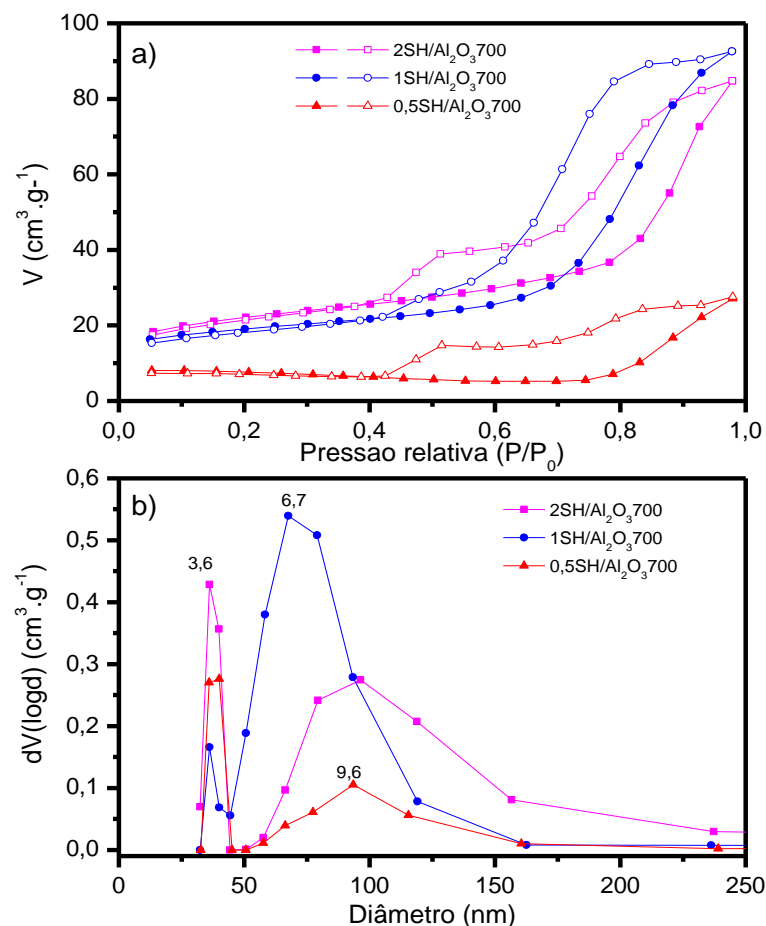 a)
2SH/Al₂O₃700
1SH/Al₂O₃700
0,5SH/Al₂O₃700
V (cm³.g-¹)
100
80
60
40
20
0
0,0 0,2 0,4 0,6 0,8 1,0
Pressao relativa (P/P₀)
b)
2SH/Al₂O₃700
1SH/Al₂O₃700
0,5SH/Al₂O₃700
3,6
6,7
9,6
dV(logd) (cm³.g-¹)
0,6
0,5
0,4
0,3
0,2
0,1
0,0
0 50 100 150 200 250
Diâmetro (nm)